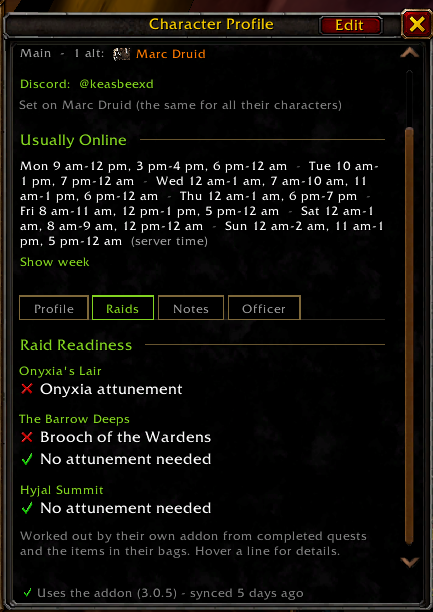 Character Profile
Edit
Main - 1 alt: Marc Druid
Discord: @keasbeexd
Set on Marc Druid (the same for all their characters)
Usually Online
Mon 9 am-12 pm, 3 pm-4 pm, 6 pm-12 am - Tue 10 am-
1 pm, 7 pm-12 am - Wed 12 am-1 am, 7 am-10 am, 11
am-1 pm, 6 pm-12 am - Thu 12 am-1 am, 6 pm-7 pm -
Fri 8 am-11 am, 12 pm-1 pm, 5 pm-12 am - Sat 12 am-1
am, 8 am-9 am, 12 pm-12 am - Sun 12 am-2 am, 11 am-1
pm, 5 pm-12 am (server time)
Show week
Profile
Raids
Notes
Officer
Raid Readiness
Onyxia's Lair
Onyxia attunement
The Barrow Deeps
Brooch of the Wardens
No attunement needed
Hyjal Summit
No attunement needed
Worked out by their own addon from completed quests
and the items in their bags. Hover a line for details.
Uses the addon (3.0.5) - synced 5 days ago